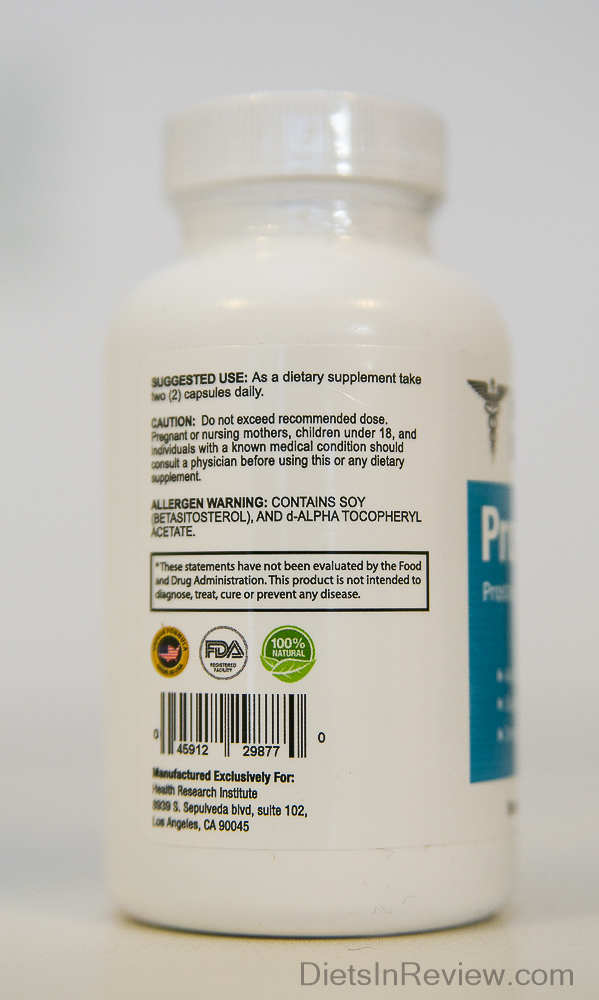 SUGGESTED USE: As a dietary supplement take
two (2) capsules daily.
CAUTION: Do not exceed recommended dose.
Pregnant or nursing mothers, children under 18, and
individuals with a known medical condition should
consult a physician before using this or any dietary
supplement.
ALLERGEN WARNING: CONTAINS SOY
(BETASITOSTEROL), AND d-ALPHA TOCOPHERYL
ACETATE.
*These statements have not been evaluated by the Food
and Drug Administration. This product is not intended to
diagnose, treat, cure or prevent any disease.
FORMULA
FDA
REGISTERED
FACILITY
100%
NATURAL
0 45912 29877 0
Manufactured Exclusively For:
Health Research Institute
8939 S. Sepulveda blvd, suite 102,
Los Angeles, CA 90045
Pr
Pros
DietsInReview.com